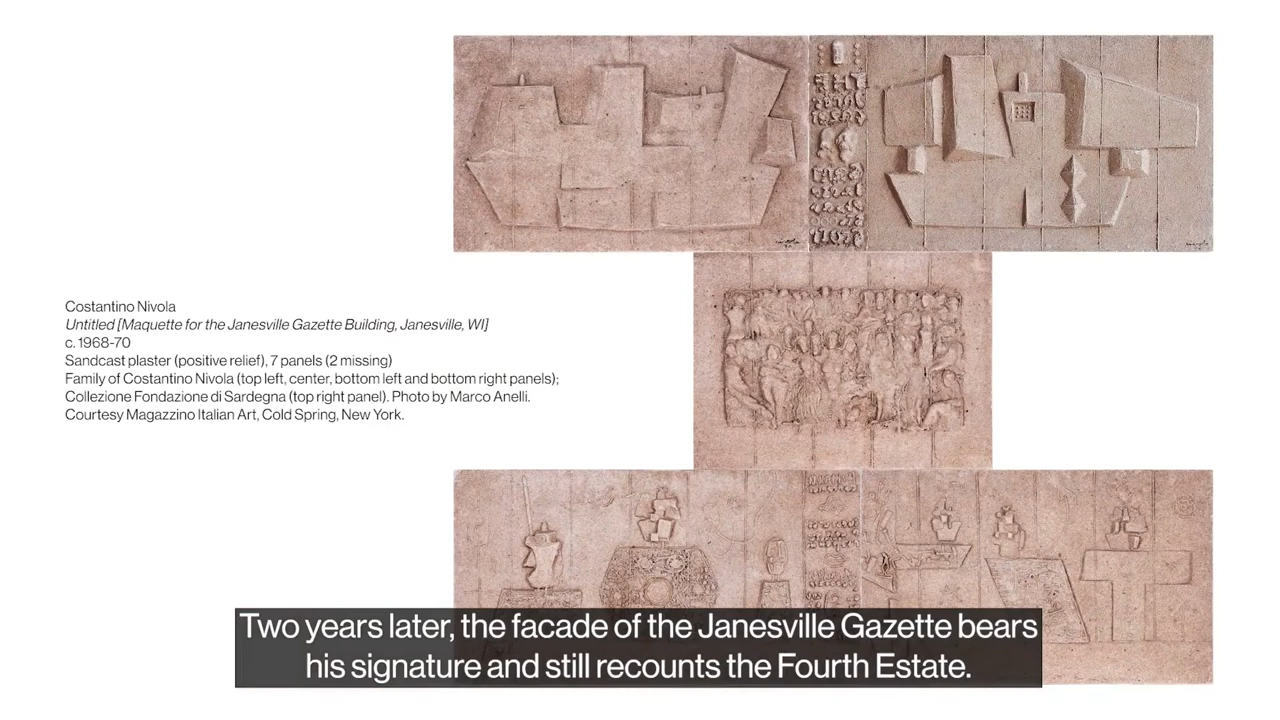 Costantino Nivola
Untitled [Maquette for the Janesville Gazette Building, Janesville, WI]
c. 1968-70
Sandcast plaster (positive relief), 7 panels (2 missing)
Family of Costantino Nivola (top left, center, bottom left and bottom right panels);
Collezione Fondazione di Sardegna (top right panel). Photo by Marco Anelli.
Courtesy Magazzino Italian Art, Cold Spring, New York.
Two years later, the facade of the Janesville Gazette bears
his signature and still recounts the Fourth Estate.